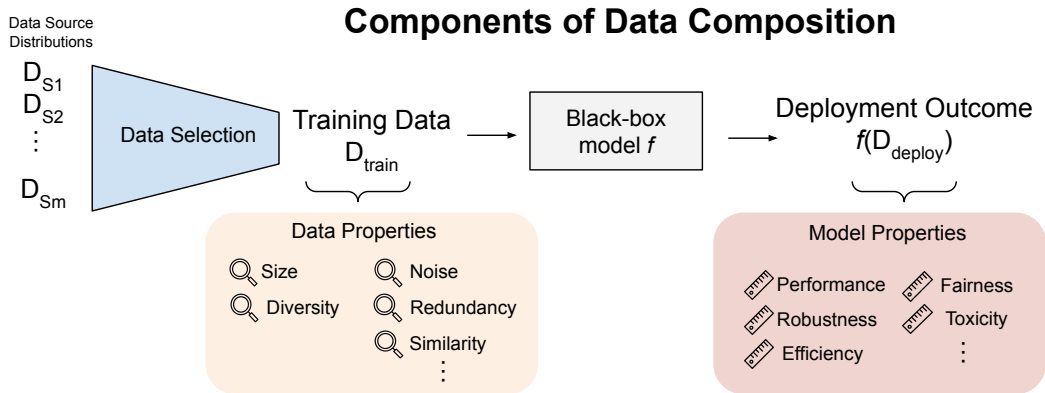 Components of Data Composition
Data Source
Distributions
D_S1
D_S2
⋮
D_Sm
Data Selection
Training Data
D_train
Black-box
model f
Deployment Outcome
f(D_deploy)
Data Properties
Size
Diversity
Noise
Redundancy
Similarity
⋮
Model Properties
Performance
Robustness
Efficiency
Fairness
Toxicity
⋮